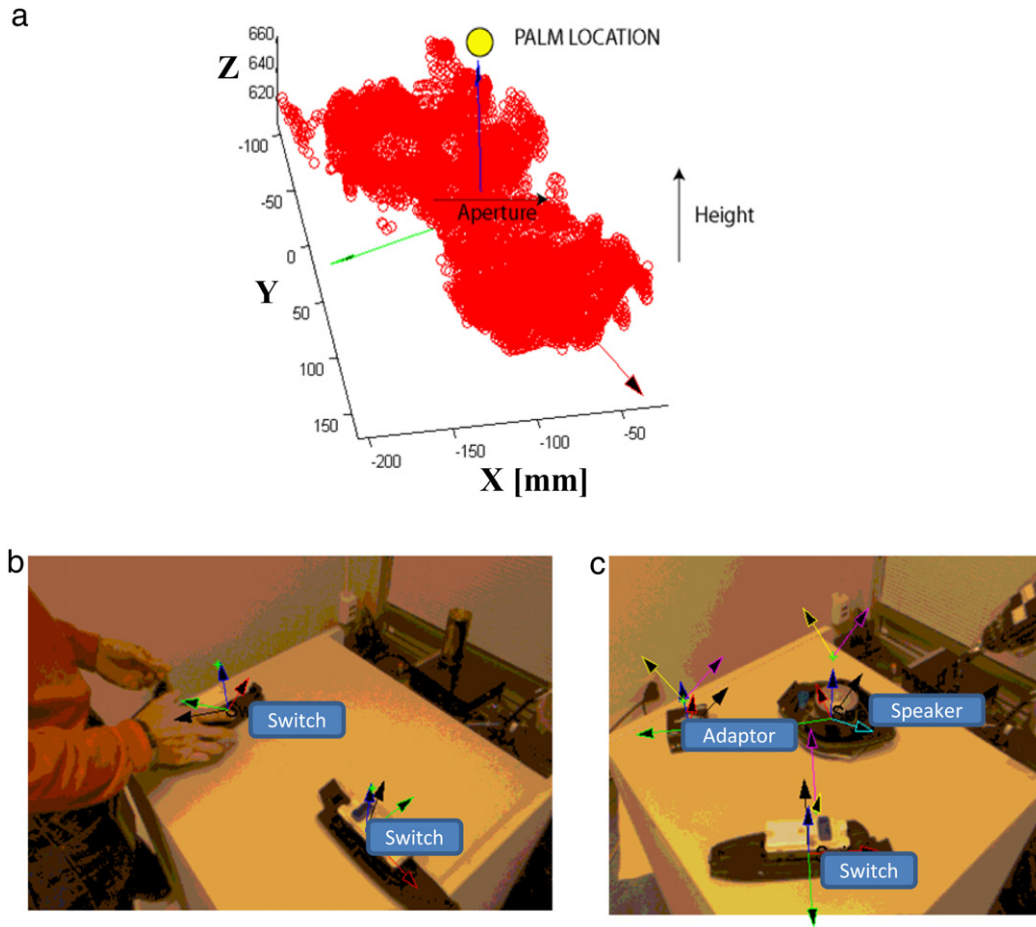 a
660
640
620
Z
PALM LOCATION
-100
-50
0
50
100
150
Y
Aperture
Height
-200
-150
-100
-50
X [mm]
b
Switch
Switch
c
Speaker
Adaptor
Switch